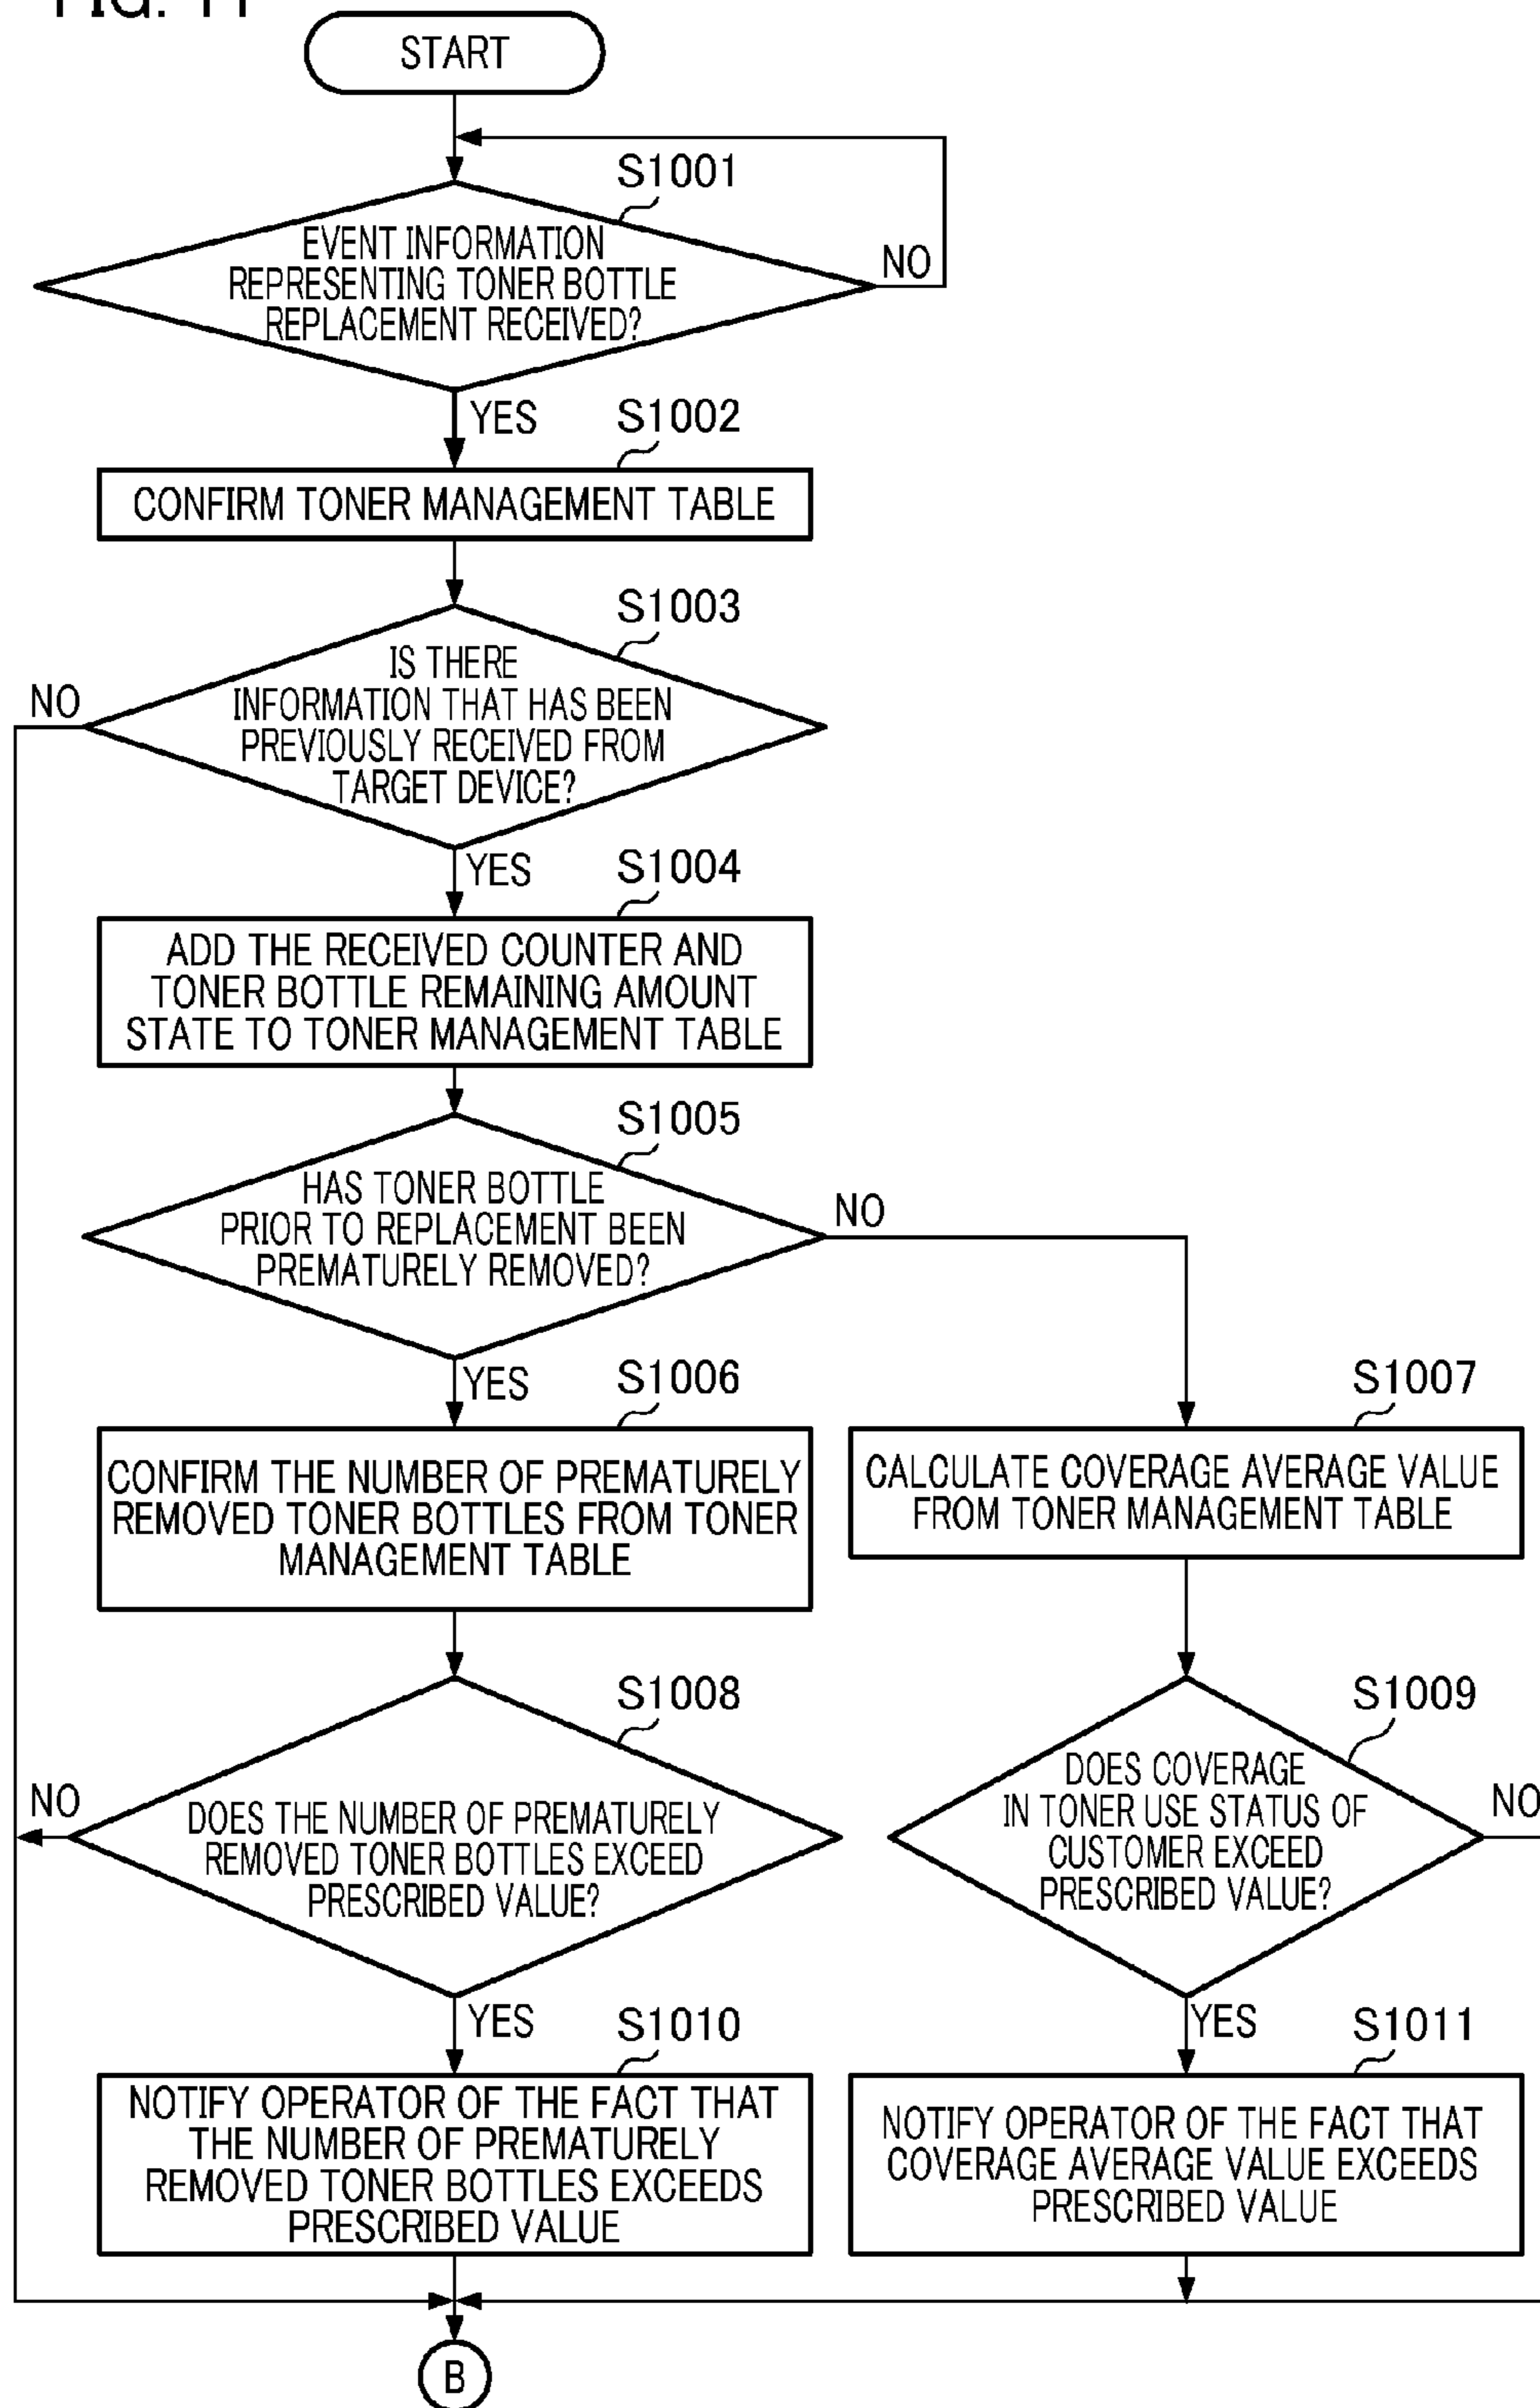 FIG. 11
START
S1001
EVENT INFORMATION
REPRESENTING TONER BOTTLE
REPLACEMENT RECEIVED?
NO
YES
S1002
CONFIRM TONER MANAGEMENT TABLE
S1003
IS THERE
INFORMATION THAT HAS BEEN
PREVIOUSLY RECEIVED FROM
TARGET DEVICE?
NO
YES
S1004
ADD THE RECEIVED COUNTER AND
TONER BOTTLE REMAINING AMOUNT
STATE TO TONER MANAGEMENT TABLE
S1005
HAS TONER BOTTLE
PRIOR TO REPLACEMENT BEEN
PREMATURELY REMOVED?
NO
YES
S1006
CONFIRM THE NUMBER OF PREMATURELY
REMOVED TONER BOTTLES FROM TONER
MANAGEMENT TABLE
S1007
CALCULATE COVERAGE AVERAGE VALUE
FROM TONER MANAGEMENT TABLE
S1008
DOES THE NUMBER OF PREMATURELY
REMOVED TONER BOTTLES EXCEED
PRESCRIBED VALUE?
NO
YES
S1009
DOES COVERAGE
IN TONER USE STATUS OF
CUSTOMER EXCEED
PRESCRIBED VALUE?
NO
YES
S1010
NOTIFY OPERATOR OF THE FACT THAT
THE NUMBER OF PREMATURELY
REMOVED TONER BOTTLES EXCEEDS
PRESCRIBED VALUE
S1011
NOTIFY OPERATOR OF THE FACT THAT
COVERAGE AVERAGE VALUE EXCEEDS
PRESCRIBED VALUE
B